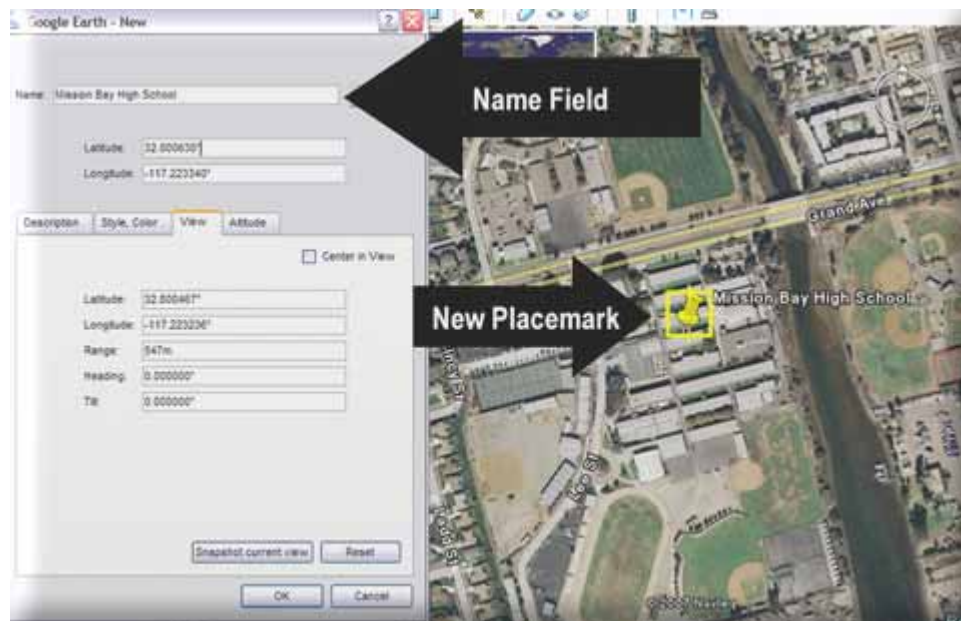 Google Earth - New
Name: Mission Bay High School
Name Field
Latitude: 32.800630°
Longitude: -117.223340°
Description Style, Color View Altitude
Center in View
Latitude: 32.800467°
Longitude: -117.223236°
Range: 547m
Heading: 0.000000°
Tilt: 0.000000°
Snapshot current view Reset
OK Cancel
Grand Ave
New Placemark
Mission Bay High School
Lee St